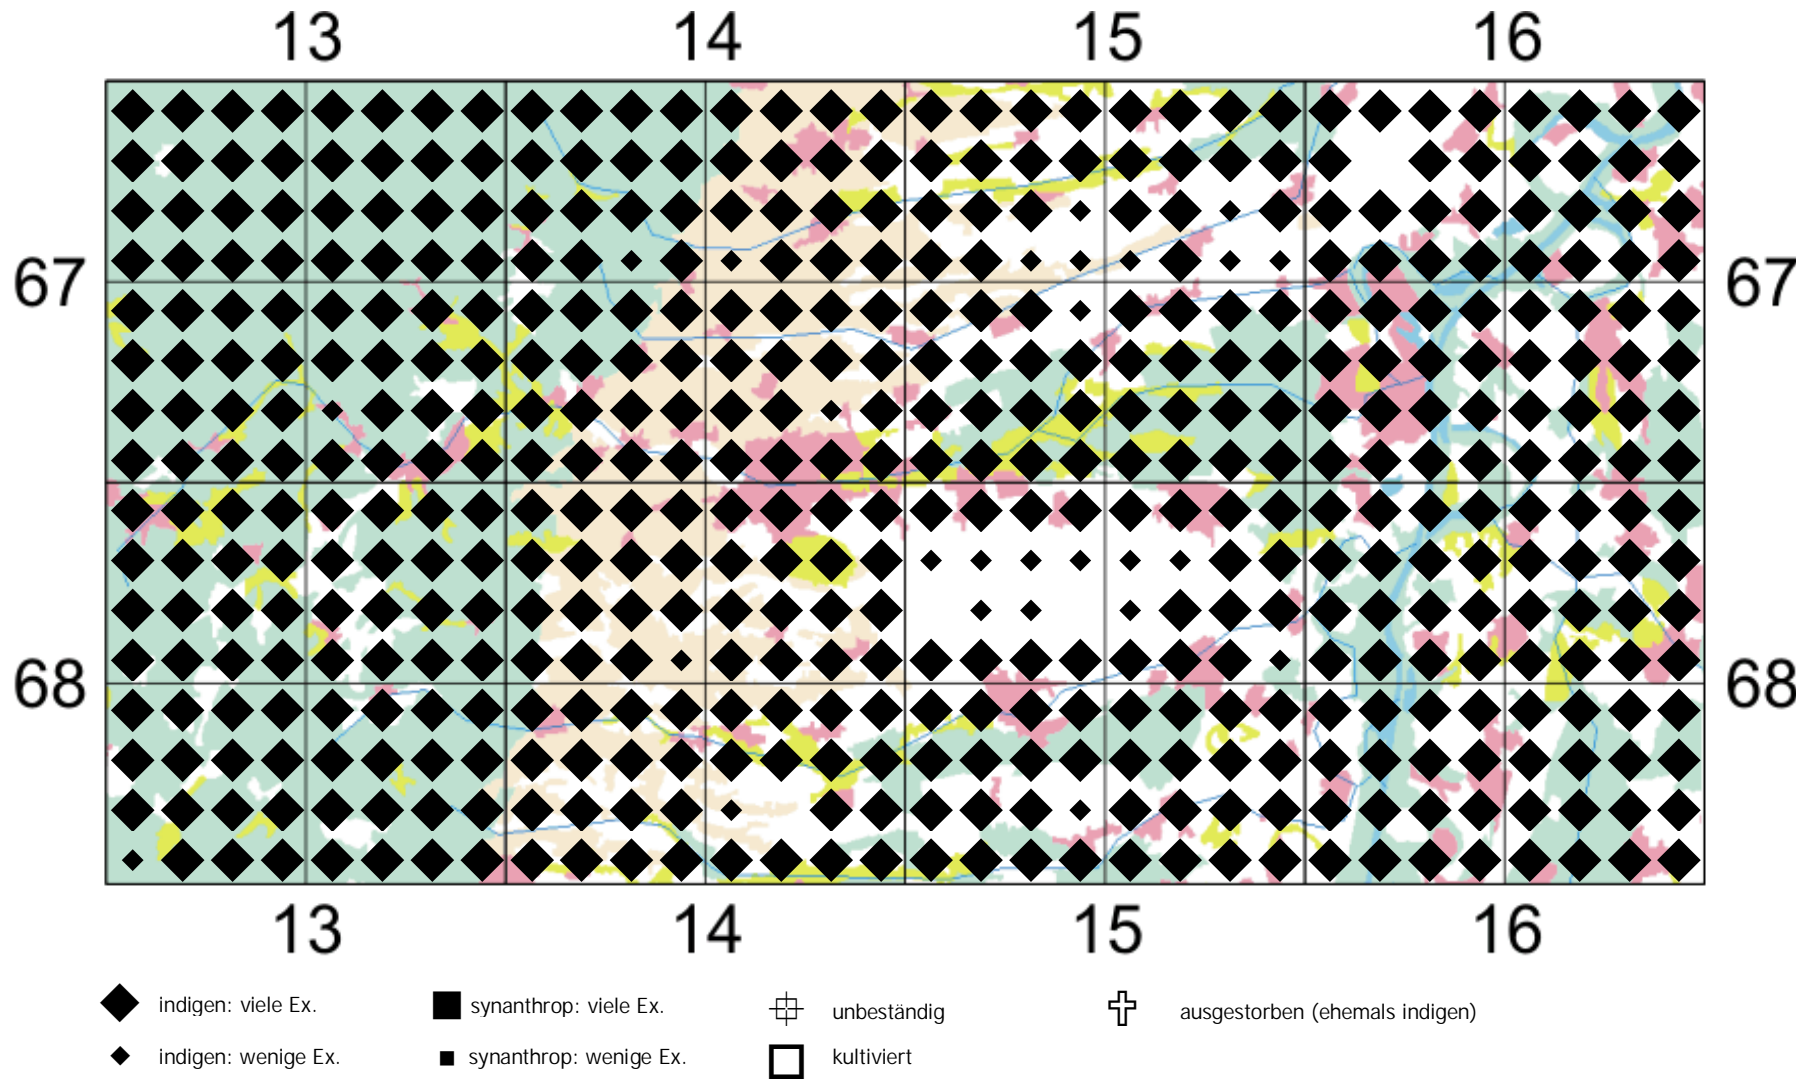 13 14 15 16
67 67
68 68
13 14 15 16
indigen: viele Ex. synanthrop: viele Ex. unbeständig ausgestorben (ehemals indigen)
indigen: wenige Ex. synanthrop: wenige Ex. kultiviert